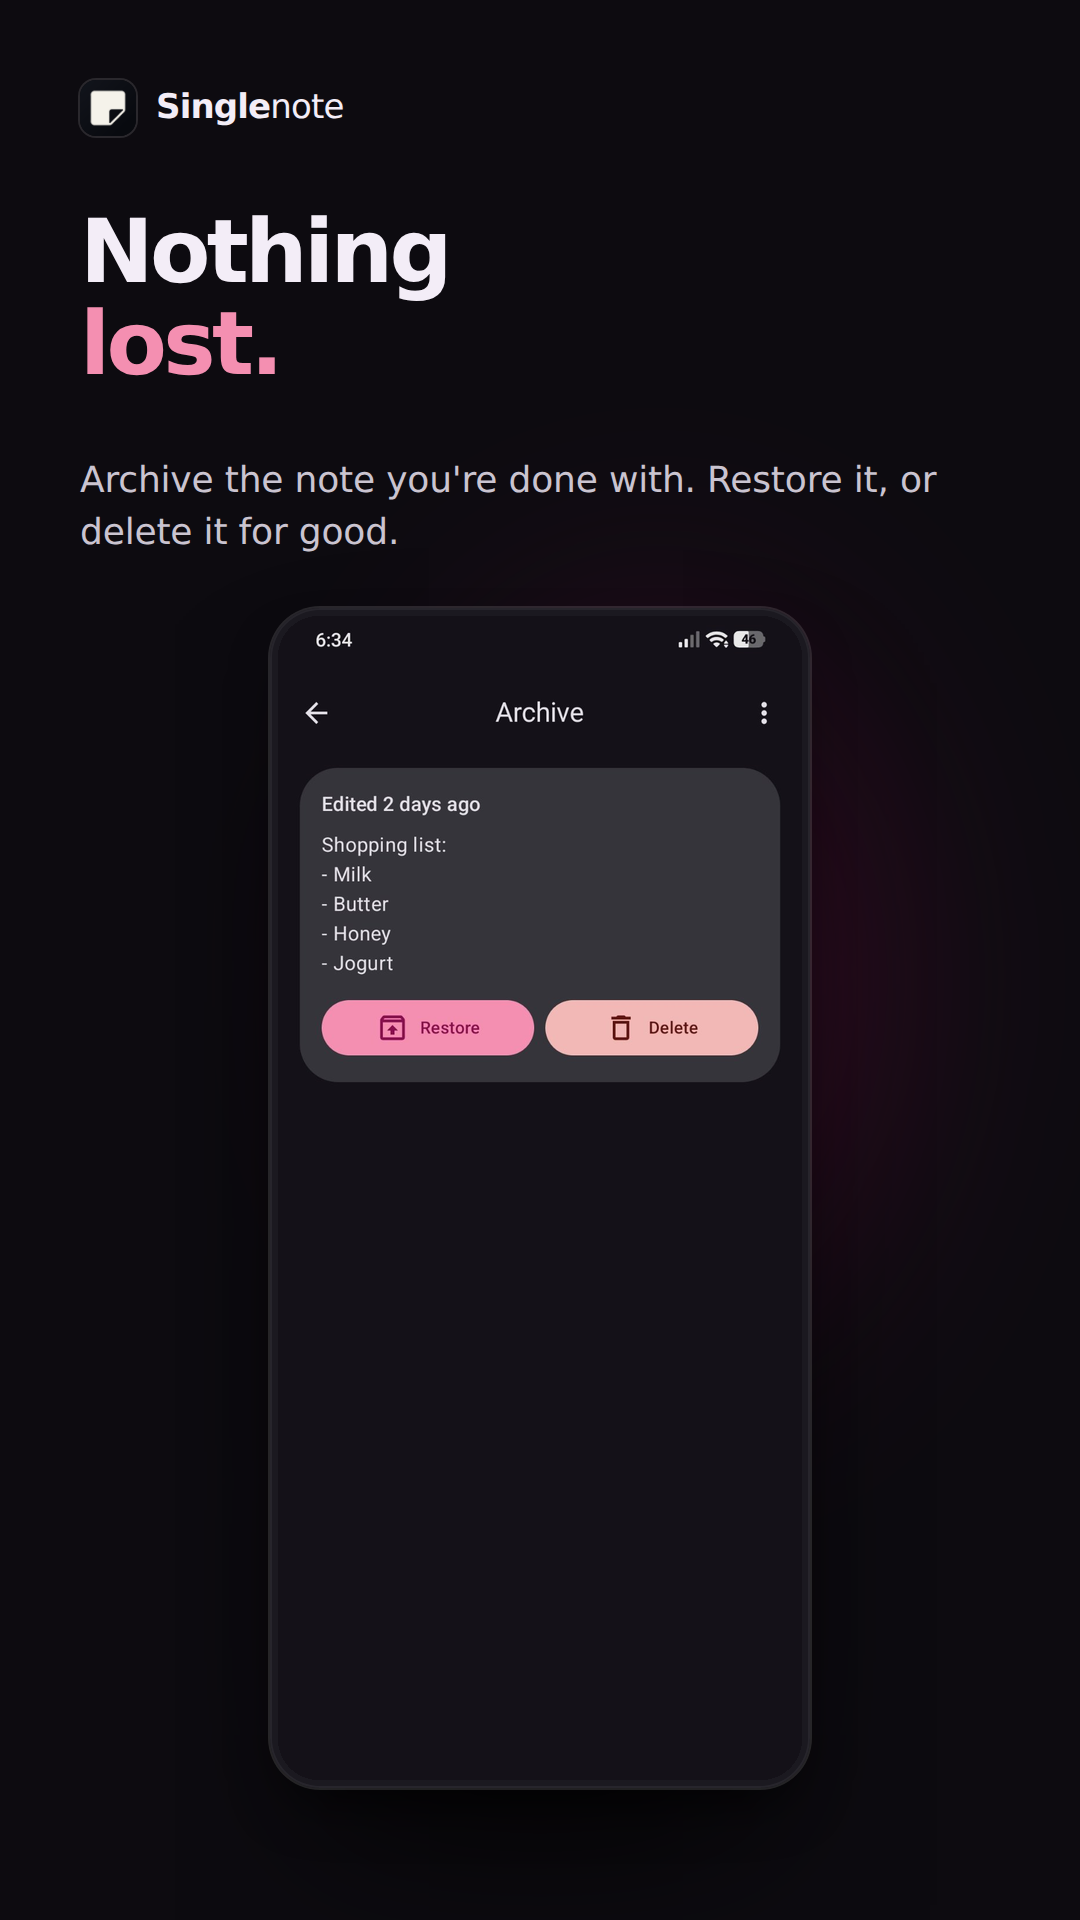 Singlenote
Nothing
lost.
Archive the note you're done with. Restore it, or
delete it for good.
6:34
46
Archive
Edited 2 days ago
Shopping list:
- Milk
- Butter
- Honey
- Jogurt
Restore
Delete